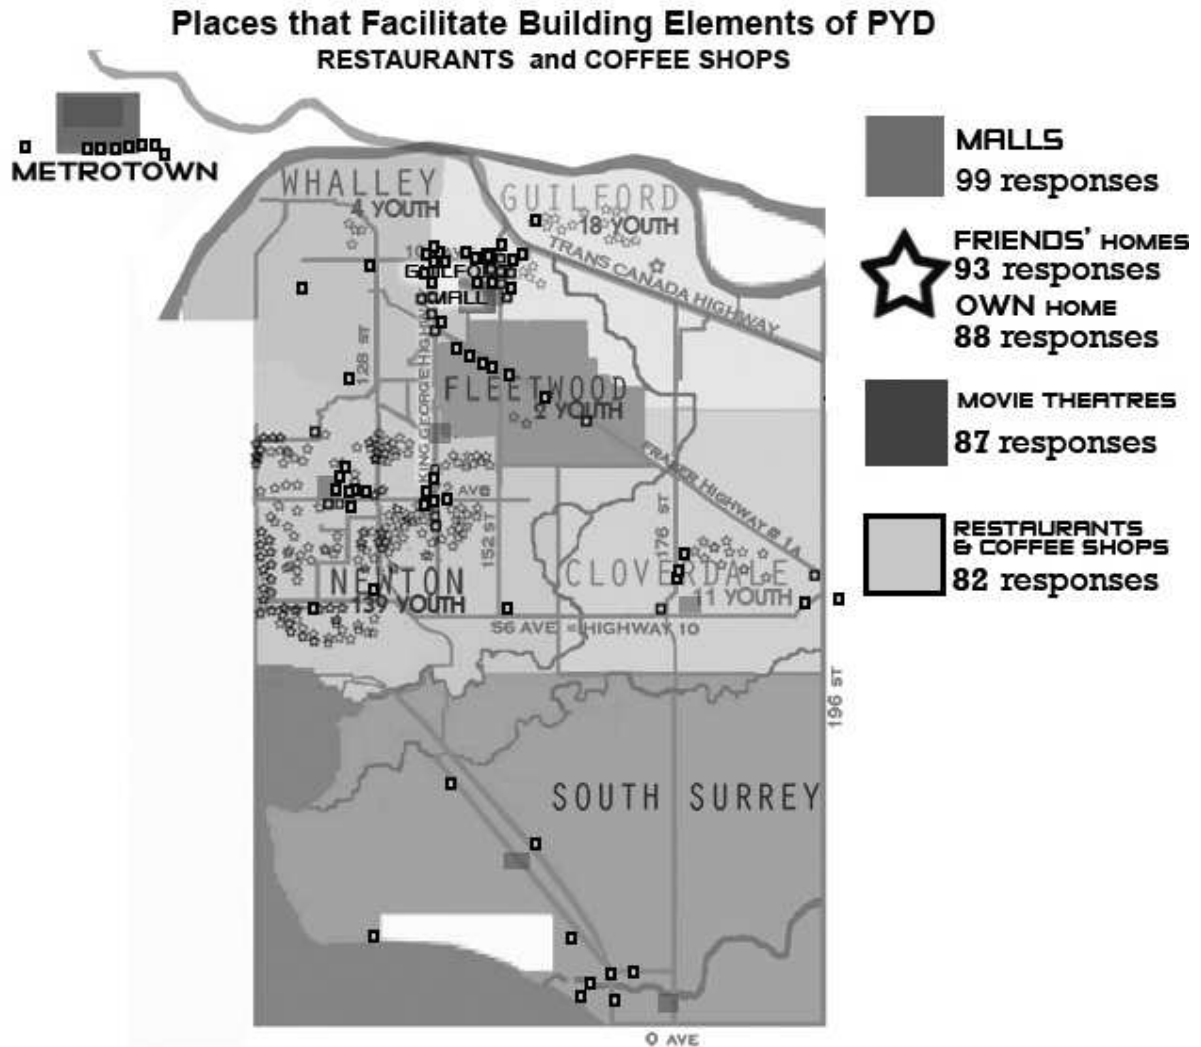 Places that Facilitate Building Elements of PYD
RESTAURANTS and COFFEE SHOPS
METROTOWN
WHALLEY
4 YOUTH
GUILFORD
18 YOUTH
TRANS CANADA HIGHWAY
MALL
128 ST
KING GEORGE
FLEETWOOD
2 YOUTH
FRASER HIGHWAY # 1A
AVE
152 ST
176 ST
NEWTON
139 YOUTH
CLOVERDALE
11 YOUTH
56 AVE = HIGHWAY 10
196 ST
SOUTH SURREY
0 AVE
MALLS
99 responses
FRIENDS' HOMES
93 responses
OWN HOME
88 responses
MOVIE THEATRES
87 responses
RESTAURANTS
& COFFEE SHOPS
82 responses